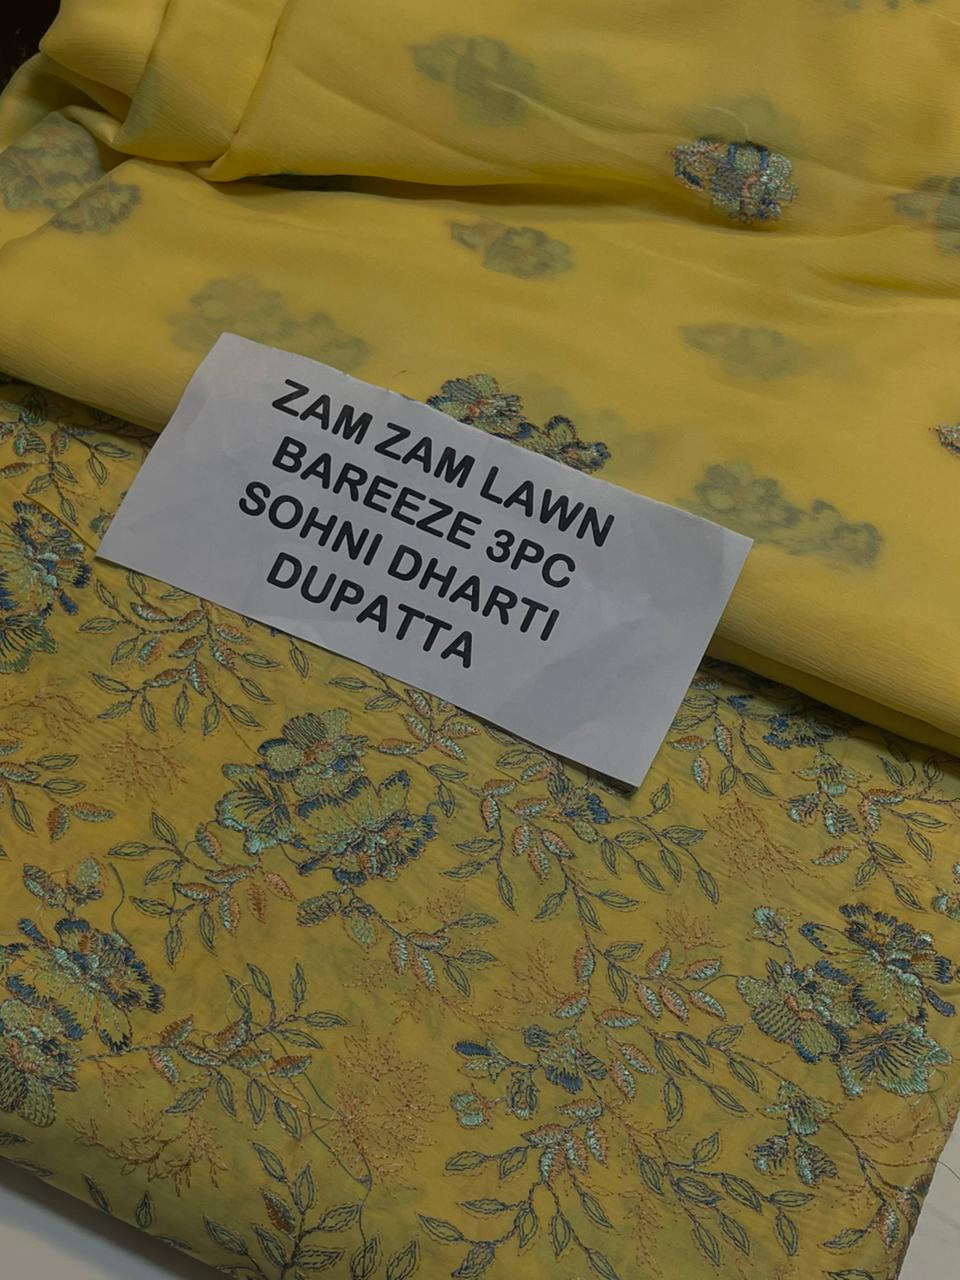 ZAM ZAM LAWN
BAREEZE 3PC
SOHNI DHARTI
DUPATTA